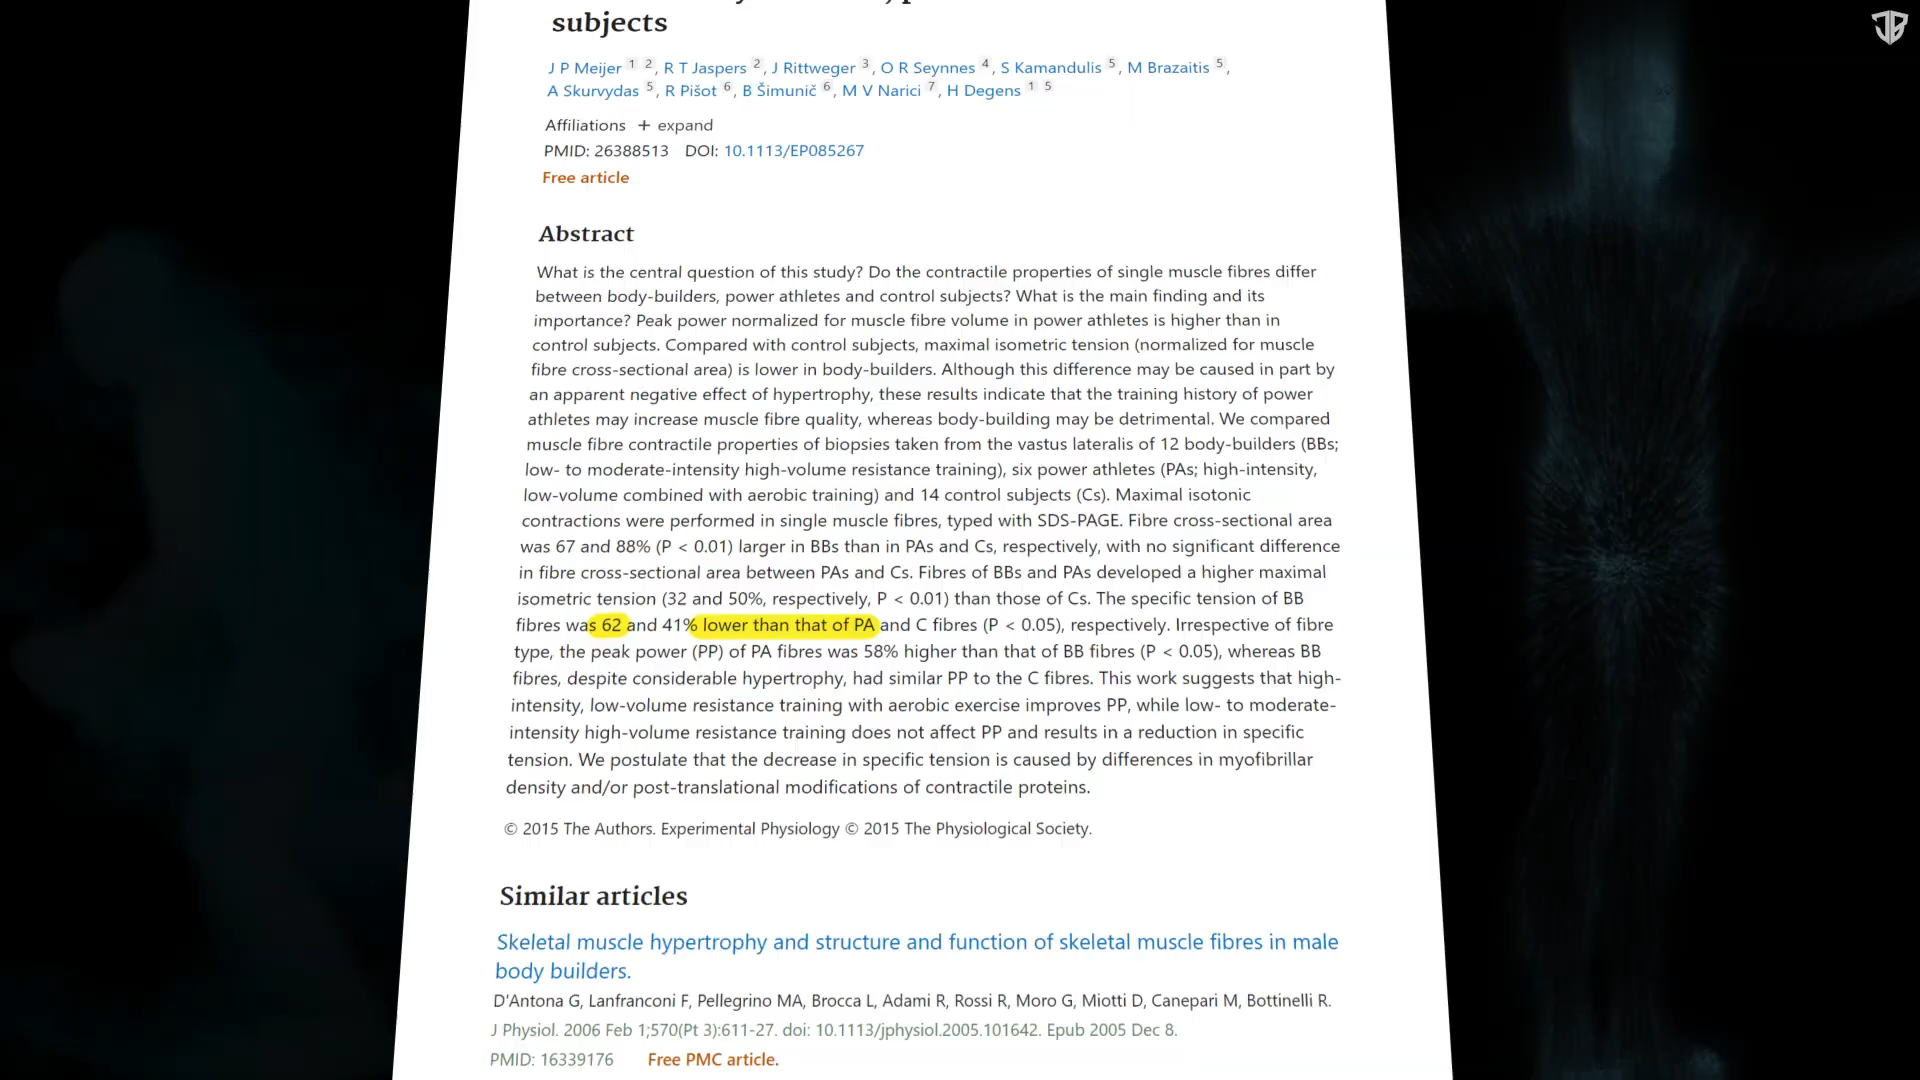 subjects
J P Meijer 1 2, R T Jaspers 2, J Rittweger 3, O R Seynnes 4, S Kamandulis 5, M Brazaitis 5,
A Skurvydas 5, R Pišot 6, B Šimunič 6, M V Narici 7, H Degens 1 5
Affiliations + expand
PMID: 26388513 DOI: 10.1113/EP085267
Free article
Abstract
What is the central question of this study? Do the contractile properties of single muscle fibres differ
between body-builders, power athletes and control subjects? What is the main finding and its
importance? Peak power normalized for muscle fibre volume in power athletes is higher than in
control subjects. Compared with control subjects, maximal isometric tension (normalized for muscle
fibre cross-sectional area) is lower in body-builders. Although this difference may be caused in part by
an apparent negative effect of hypertrophy, these results indicate that the training history of power
athletes may increase muscle fibre quality, whereas body-building may be detrimental. We compared
muscle fibre contractile properties of biopsies taken from the vastus lateralis of 12 body-builders (BBs;
low- to moderate-intensity high-volume resistance training), six power athletes (PAs; high-intensity,
low-volume combined with aerobic training) and 14 control subjects (Cs). Maximal isotonic
contractions were performed in single muscle fibres, typed with SDS-PAGE. Fibre cross-sectional area
was 67 and 88% (P < 0.01) larger in BBs than in PAs and Cs, respectively, with no significant difference
in fibre cross-sectional area between PAs and Cs. Fibres of BBs and PAs developed a higher maximal
isometric tension (32 and 50%, respectively, P < 0.01) than those of Cs. The specific tension of BB
fibres was 62 and 41% lower than that of PA and C fibres (P < 0.05), respectively. Irrespective of fibre
type, the peak power (PP) of PA fibres was 58% higher than that of BB fibres (P < 0.05), whereas BB
fibres, despite considerable hypertrophy, had similar PP to the C fibres. This work suggests that high-
intensity, low-volume resistance training with aerobic exercise improves PP, while low- to moderate-
intensity high-volume resistance training does not affect PP and results in a reduction in specific
tension. We postulate that the decrease in specific tension is caused by differences in myofibrillar
density and/or post-translational modifications of contractile proteins.
© 2015 The Authors. Experimental Physiology © 2015 The Physiological Society.
Similar articles
Skeletal muscle hypertrophy and structure and function of skeletal muscle fibres in male
body builders.
D'Antona G, Lanfranconi F, Pellegrino MA, Brocca L, Adami R, Rossi R, Moro G, Miotti D, Canepari M, Bottinelli R.
J Physiol. 2006 Feb 1;570(Pt 3):611-27. doi: 10.1113/jphysiol.2005.101642. Epub 2005 Dec 8.
PMID: 16339176 Free PMC article.